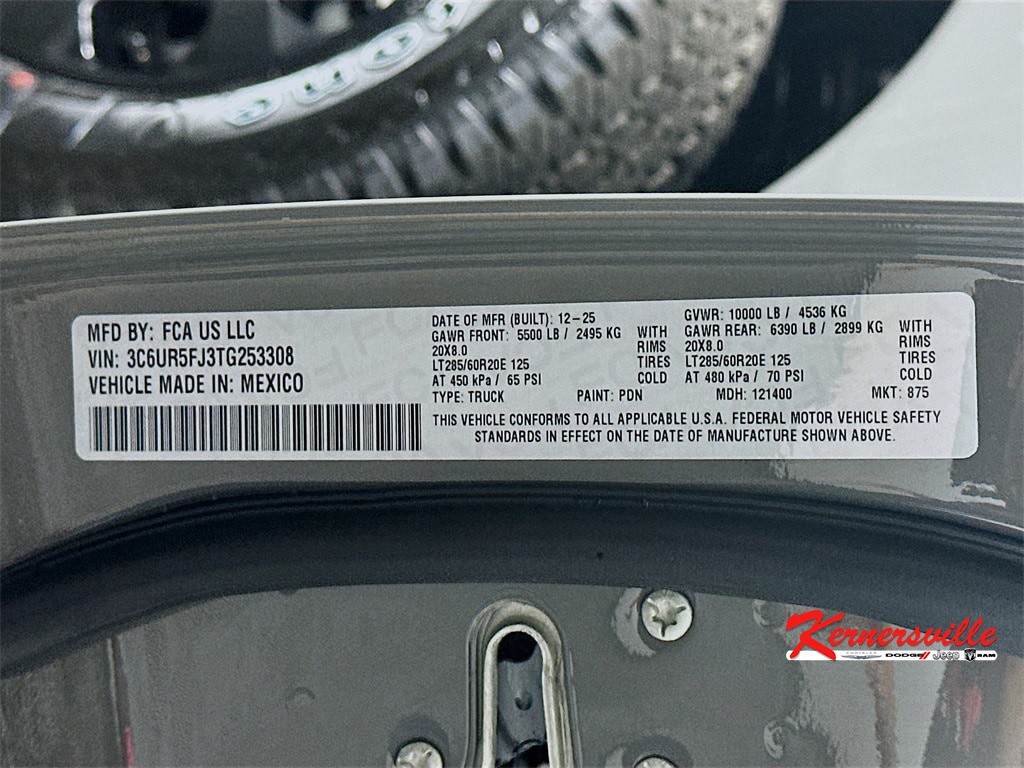 MFD BY: FCA US LLC
VIN: 3C6UR5FJ3TG253308
VEHICLE MADE IN: MEXICO
DATE OF MFR (BUILT): 12-25
GAWR FRONT: 5500 LB / 2495 KG WITH
20X8.0 RIMS
LT285/60R20E 125 TIRES
AT 450 kPa / 65 PSI COLD
GVWR: 10000 LB / 4536 KG
GAWR REAR: 6390 LB / 2899 KG WITH
20X8.0 RIMS
LT285/60R20E 125 TIRES
AT 480 kPa / 70 PSI COLD
TYPE: TRUCK PAINT: PDN MDH: 121400 MKT: 875
THIS VEHICLE CONFORMS TO ALL APPLICABLE U.S.A. FEDERAL MOTOR VEHICLE SAFETY
STANDARDS IN EFFECT ON THE DATE OF MANUFACTURE SHOWN ABOVE.
Kernersville
CHRYSLER DODGE Jeep RAM